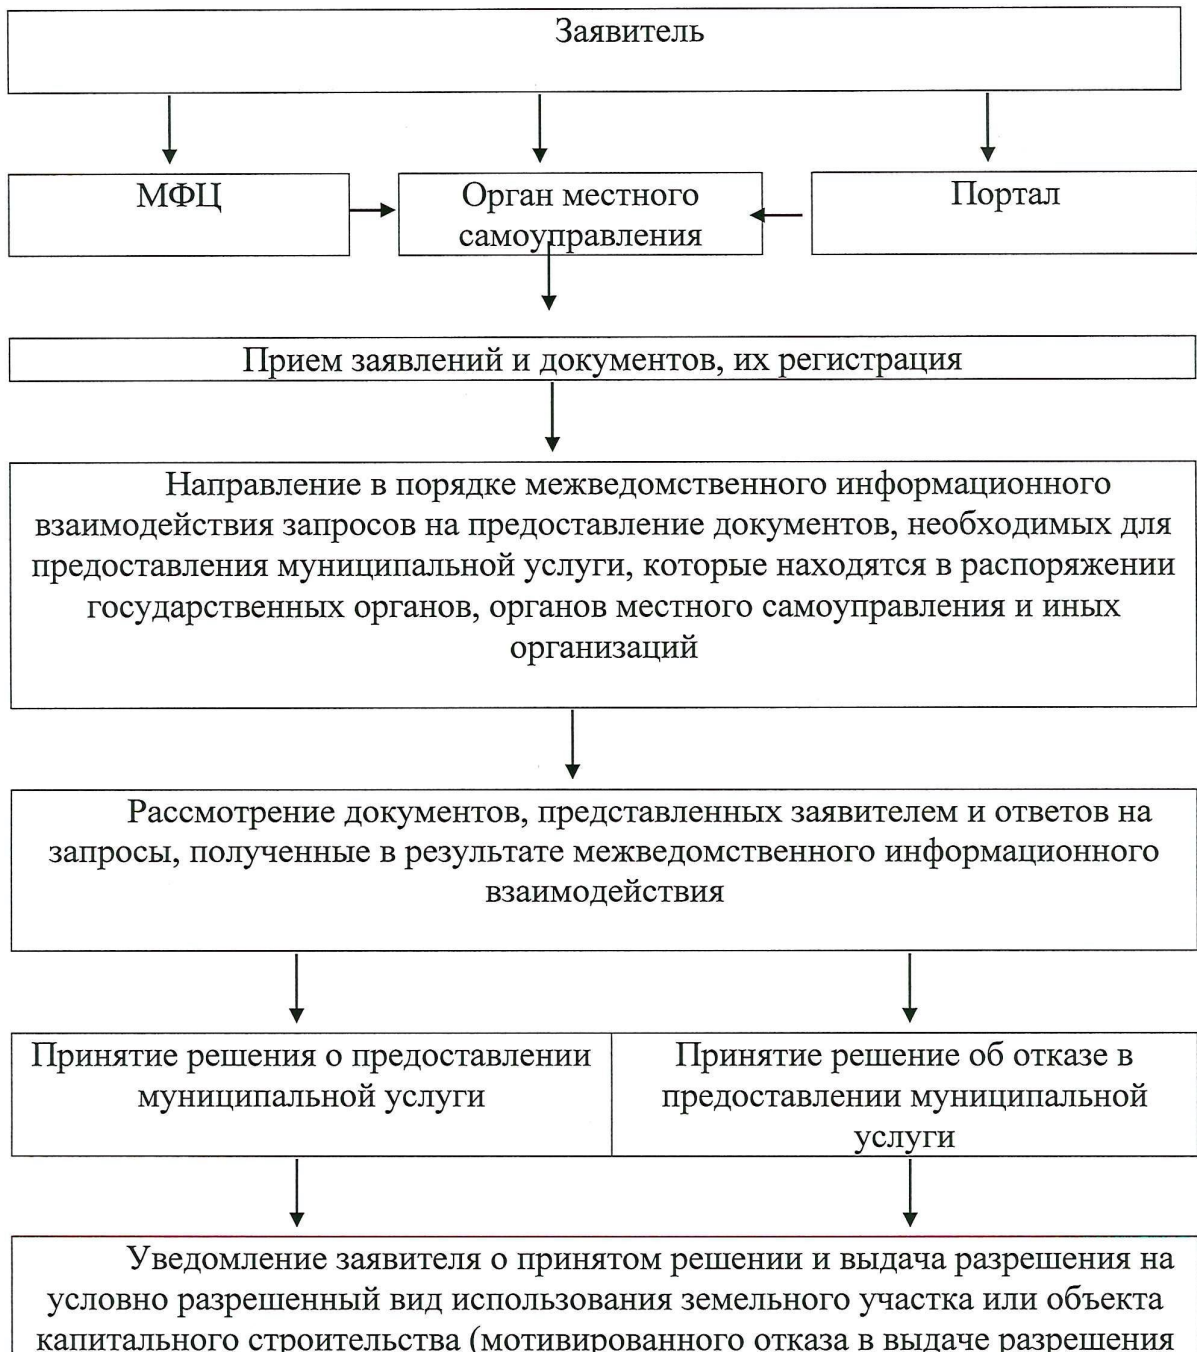 Заявитель
МФЦ
Орган местного
самоуправления
Портал
Прием заявлений и документов, их регистрация
Направление в порядке межведомственного информационного
взаимодействия запросов на предоставление документов, необходимых для
предоставления муниципальной услуги, которые находятся в распоряжении
государственных органов, органов местного самоуправления и иных
организаций
Рассмотрение документов, представленных заявителем и ответов на
запросы, полученные в результате межведомственного информационного
взаимодействия
Принятие решения о предоставлении
муниципальной услуги
Принятие решение об отказе в
предоставлении муниципальной
услуги
Уведомление заявителя о принятом решении и выдача разрешения на
условно разрешенный вид использования земельного участка или объекта
капитального строительства (мотивированного отказа в выдаче разрешения